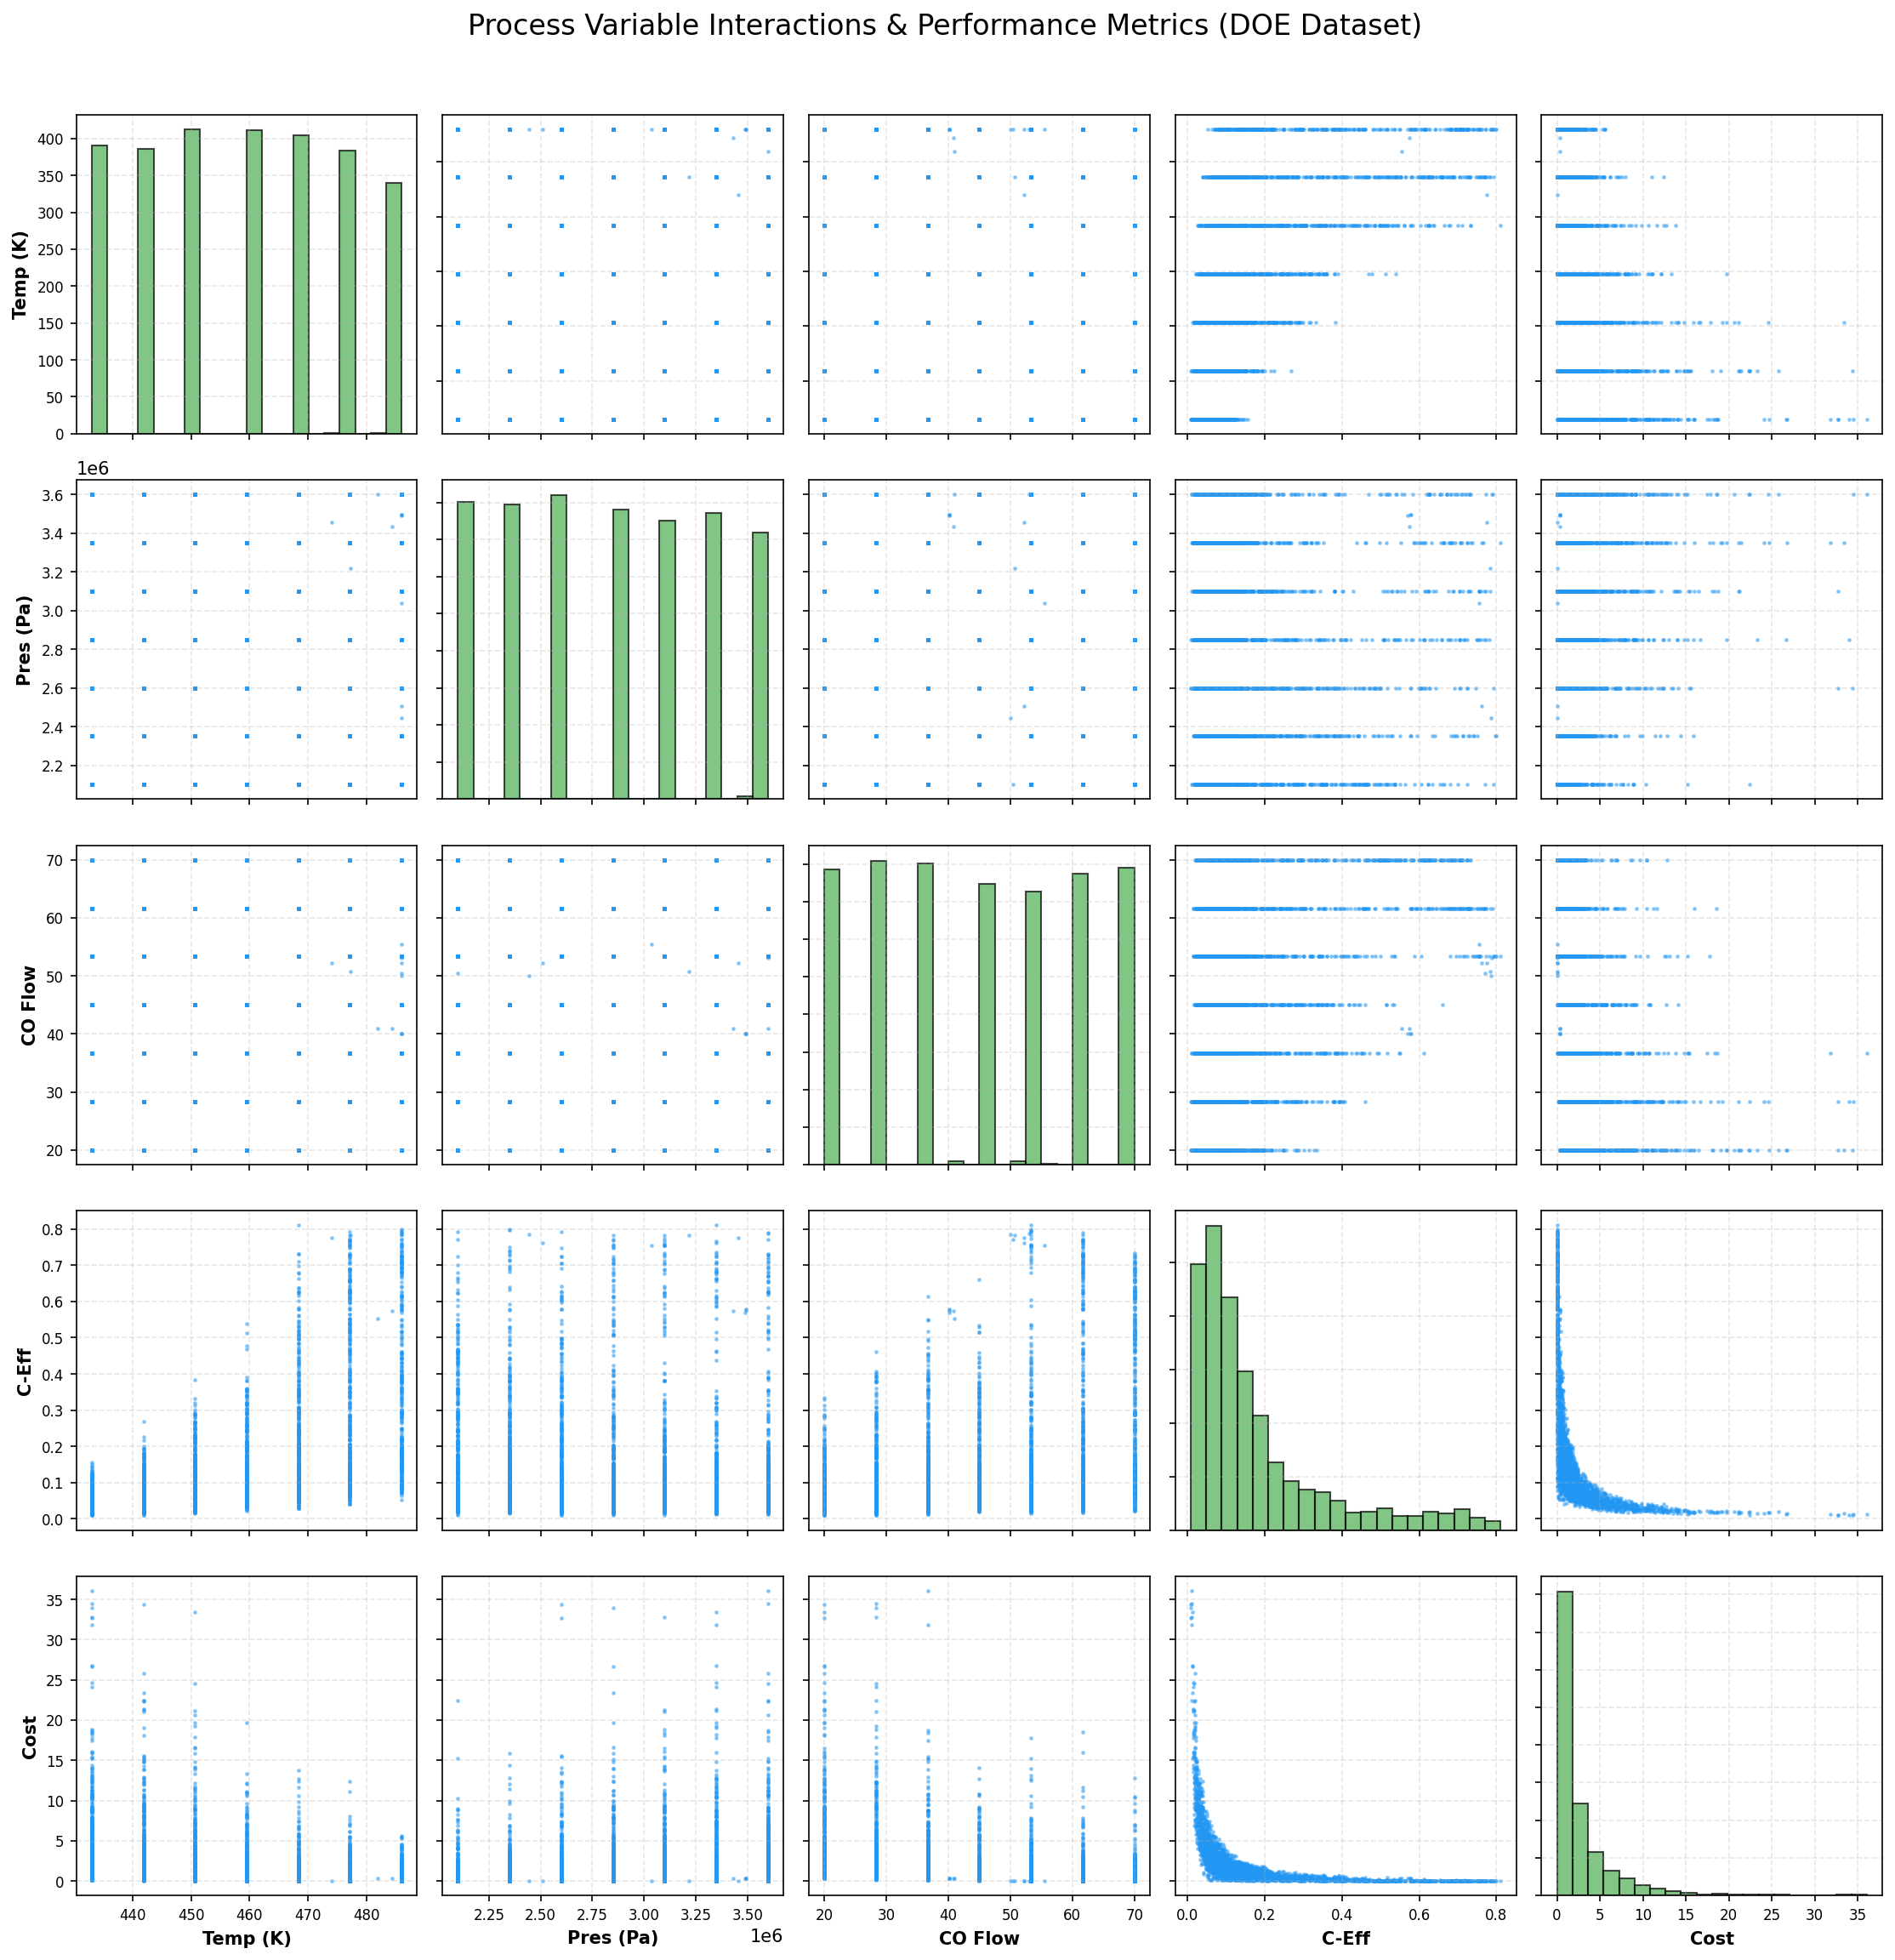 Process Variable Interactions & Performance Metrics (DOE Dataset)
400
350
300
250
200
150
100
50
0
Temp (K)
1e6
3.6
3.4
3.2
3.0
2.8
2.6
2.4
2.2
Pres (Pa)
70
60
50
40
30
20
CO Flow
0.8
0.7
0.6
0.5
0.4
0.3
0.2
0.1
0.0
C-Eff
35
30
25
20
15
10
5
0
Cost
440 450 460 470 480
Temp (K)
2.25 2.50 2.75 3.00 3.25 3.50
1e6
Pres (Pa)
20 30 40 50 60 70
CO Flow
0.0 0.2 0.4 0.6 0.8
C-Eff
0 5 10 15 20 25 30 35
Cost